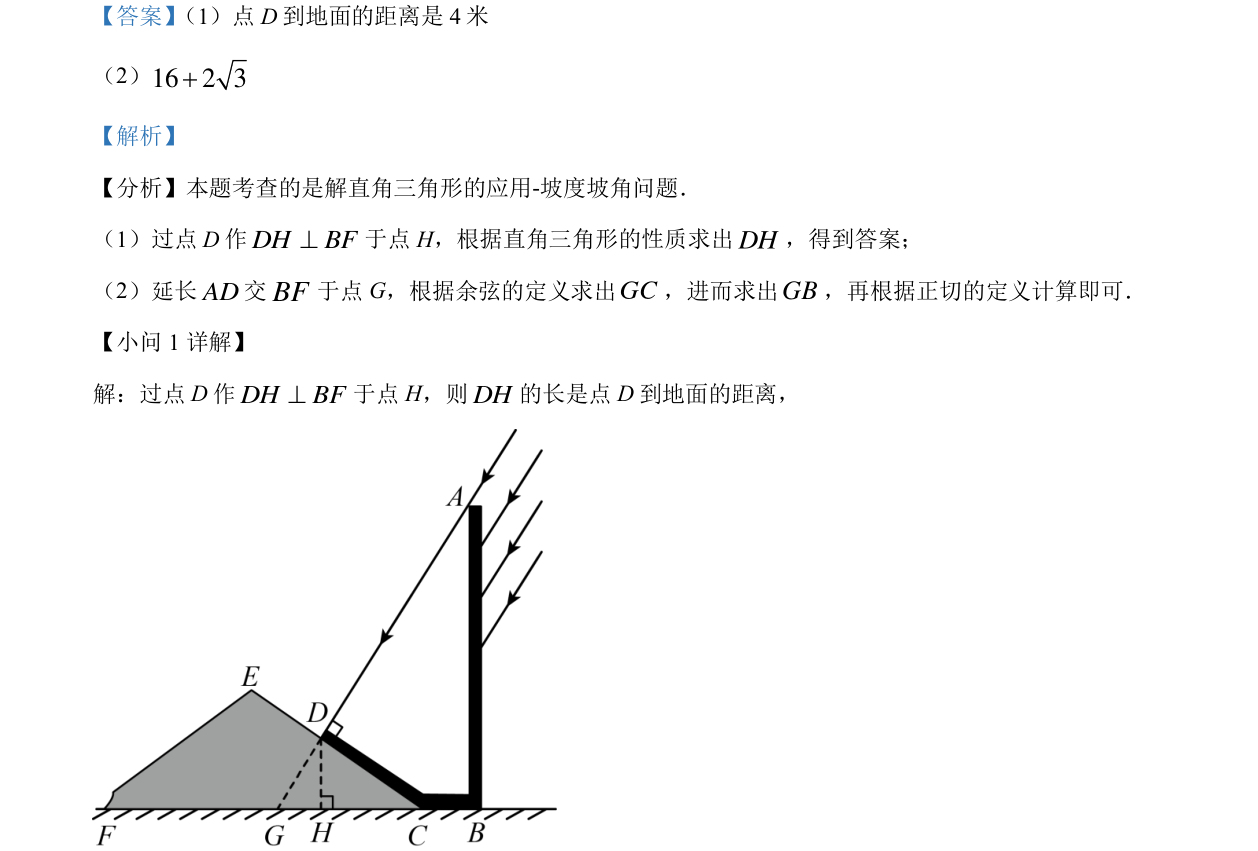 【答案】（1）点 D 到地面的距离是 4 米
（2）16+2√3
【解析】
【分析】本题考查的是解直角三角形的应用-坡度坡角问题．
（1）过点 D 作 DH ⊥ BF 于点 H，根据直角三角形的性质求出 DH ，得到答案；
（2）延长 AD 交 BF 于点 G，根据余弦的定义求出 GC ，进而求出 GB ，再根据正切的定义计算即可．
【小问 1 详解】
解：过点 D 作 DH ⊥ BF 于点 H，则 DH 的长是点 D 到地面的距离，
A
E
D
F G H C B